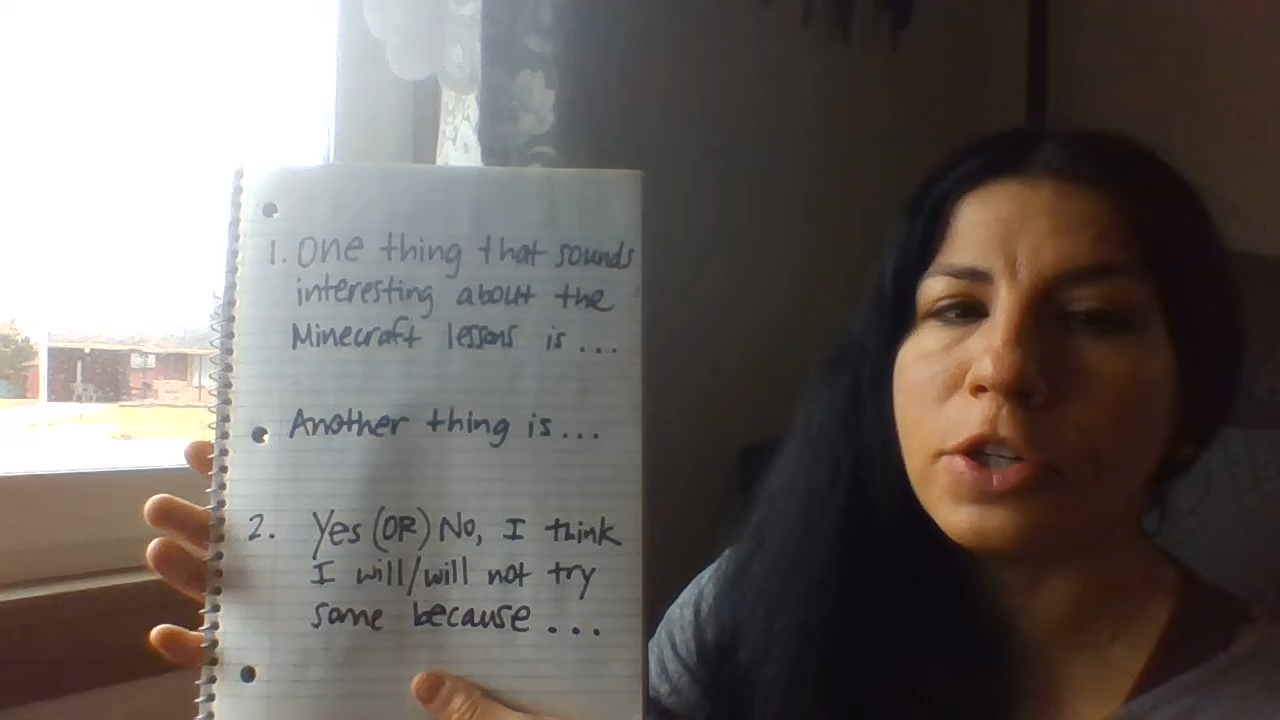 1. One thing that sounds
interesting about the
Minecraft lessons is ...
Another thing is...
2. Yes (OR) No, I think
I will/will not try
some because ...